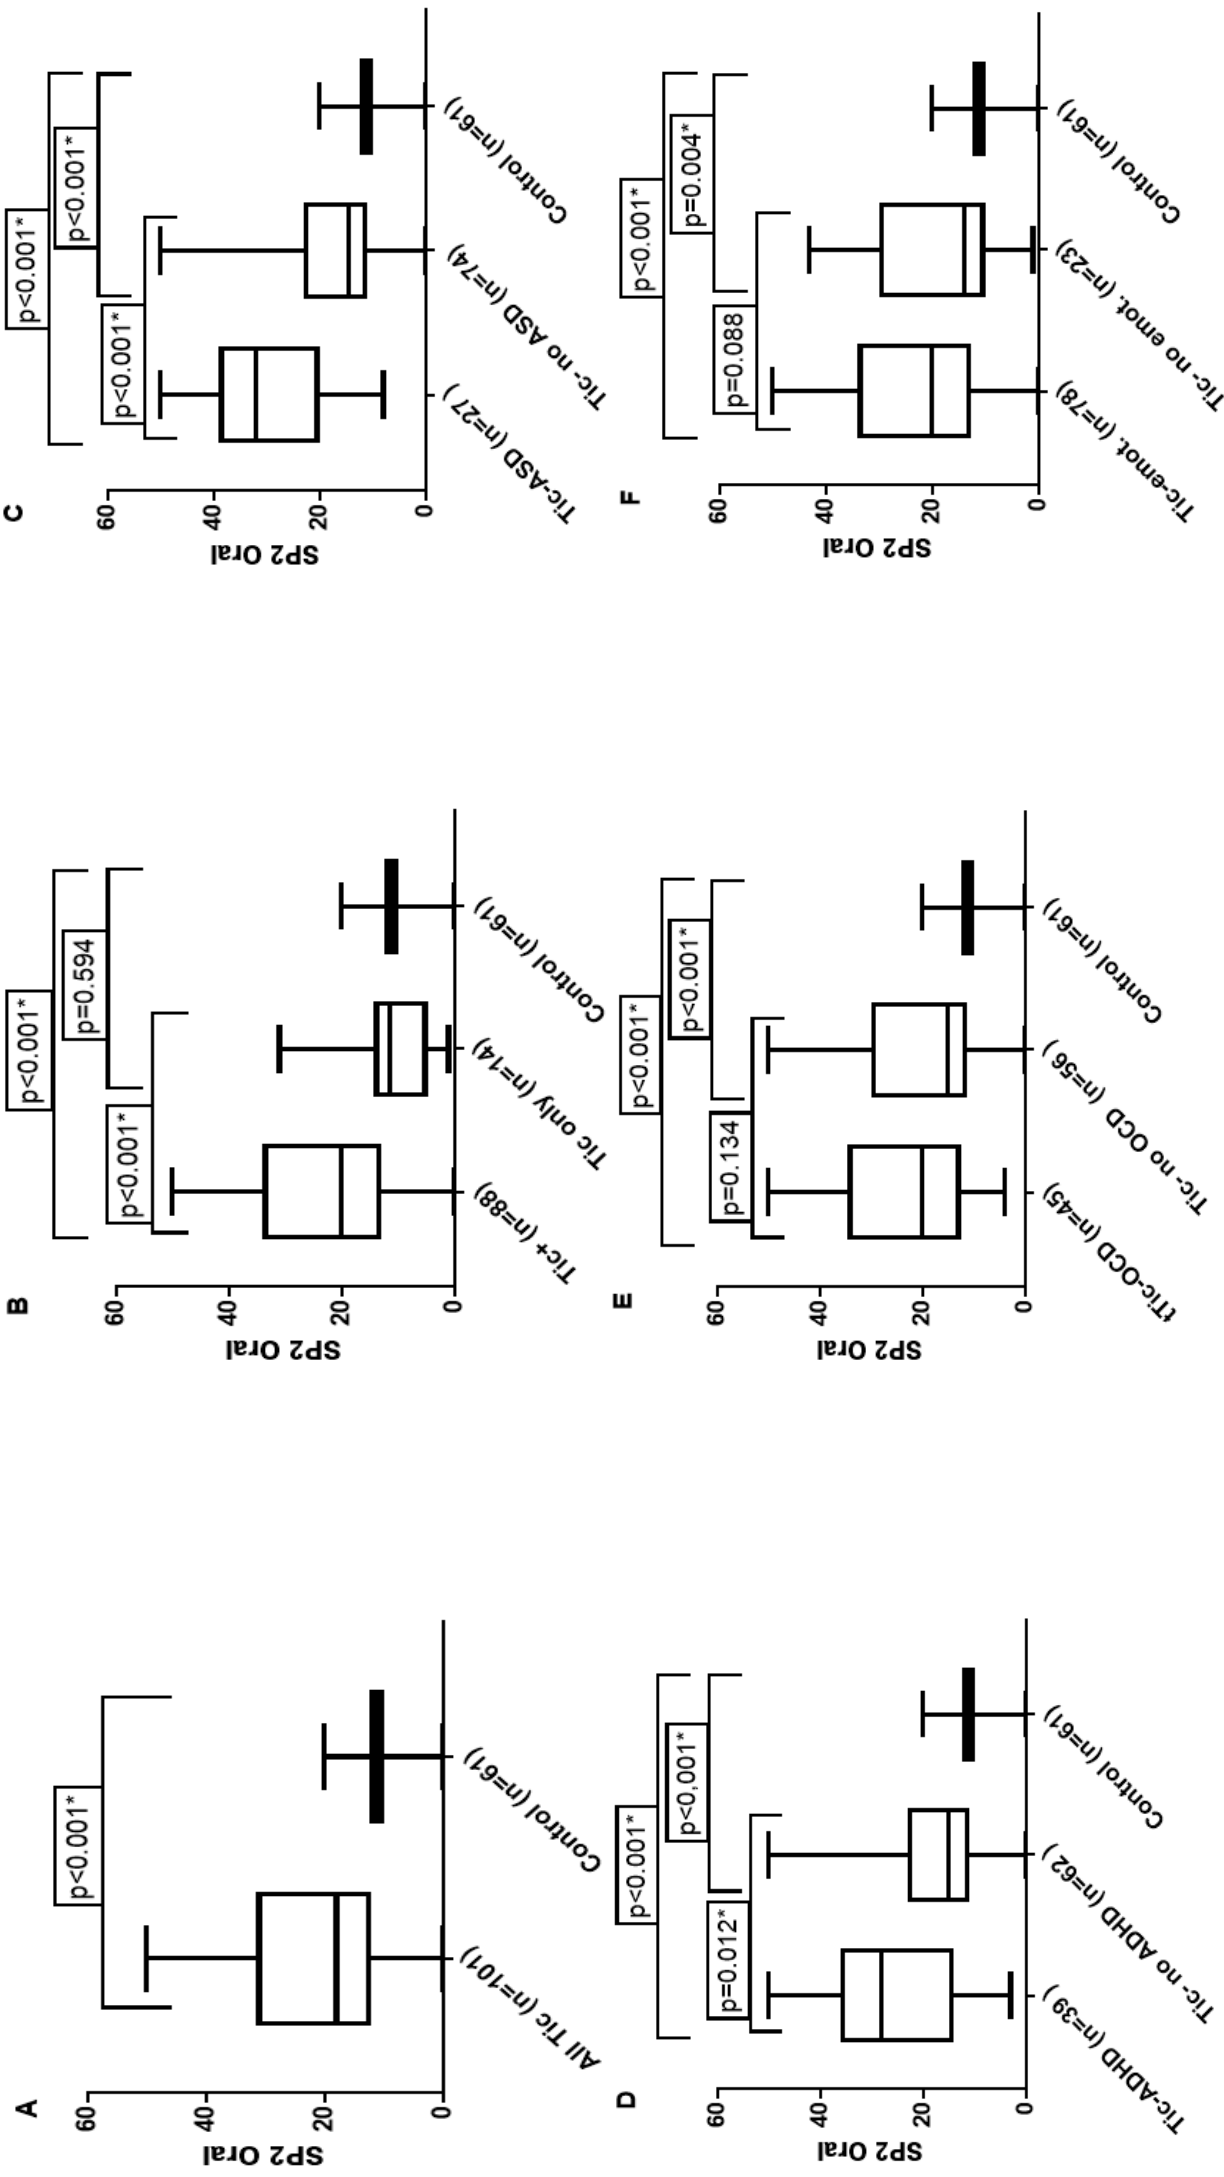 A
p<0.001*
60
40
20
0
SP2 Oral
All Tic (n=101)
Control (n=61)
B
p<0.001*
p=0.594
p<0.001*
60
40
20
0
SP2 Oral
Tic+ (n=88)
Tic only (n=14)
Control (n=61)
C
p<0.001*
p<0.001*
p<0.001*
60
40
20
0
SP2 Oral
Tic-ASD (n=27 )
Tic- no ASD (n=74)
Control (n=61)
D
p<0.001*
p<0,001*
p=0.012*
60
40
20
0
SP2 Oral
Tic-ADHD (n=39 )
Tic- no ADHD (n=62 )
Control (n=61)
E
p<0.001*
p<0.001*
p=0.134
60
40
20
0
SP2 Oral
tTic-OCD (n=45)
Tic- no OCD  (n=56 )
Control (n=61)
F
p<0.001*
p=0.004*
p=0.088
60
40
20
0
SP2 Oral
Tic-emot. (n=78)
Tic- no emot. (n=23)
Control (n=61)